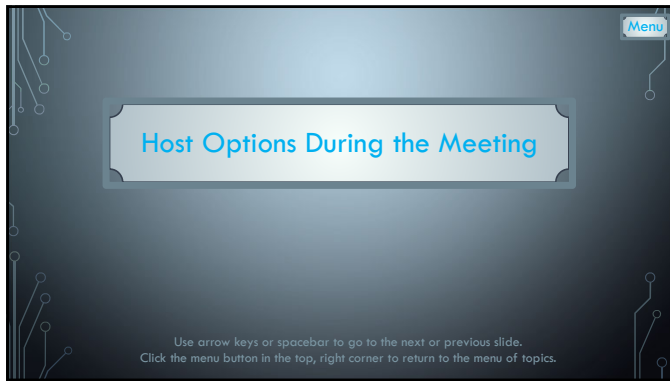 Menu
Host Options During the Meeting
Use arrow keys or spacebar to go to the next or previous slide.
Click the menu button in the top, right corner to return to the menu of topics.